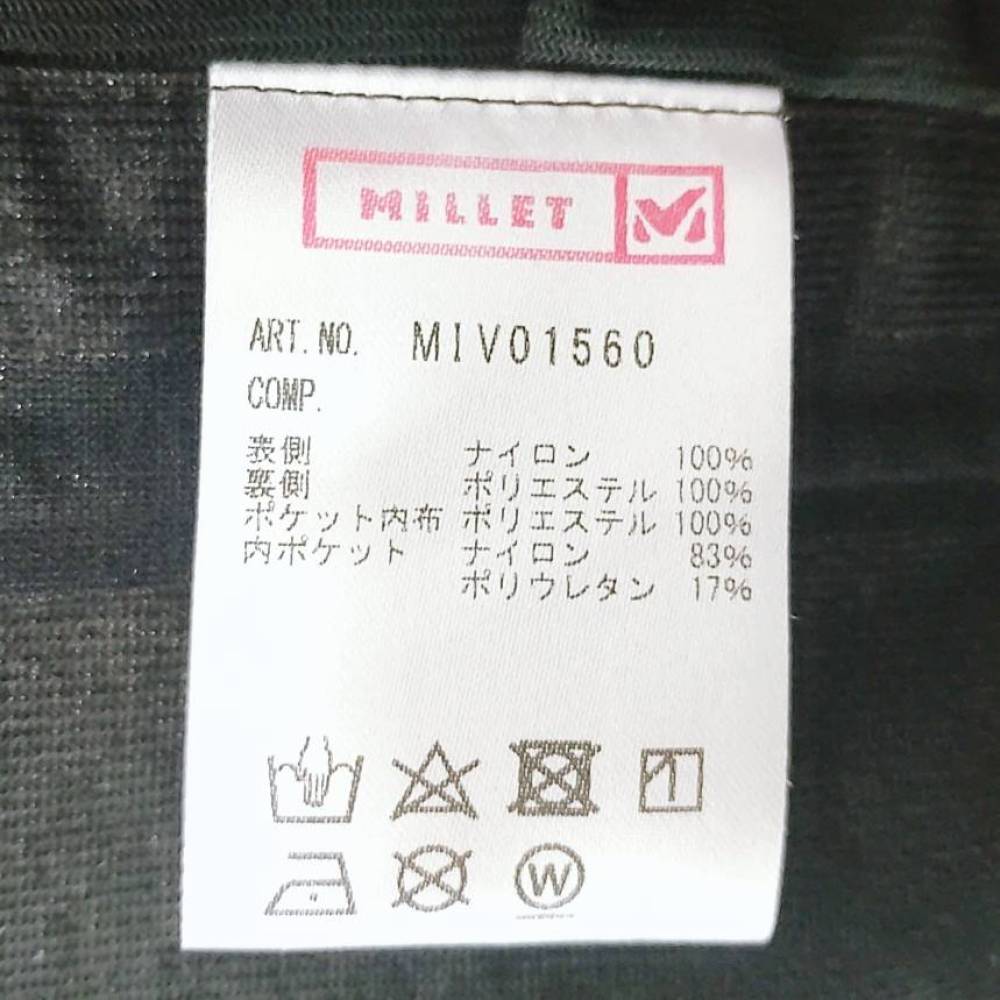 MILLET
ART.NO. MIV01560
COMP.
表側 ナイロン 100%
裏側 ポリエステル 100%
ポケット内布 ポリエステル 100%
内ポケット ナイロン 83%
ポリウレタン 17%
W